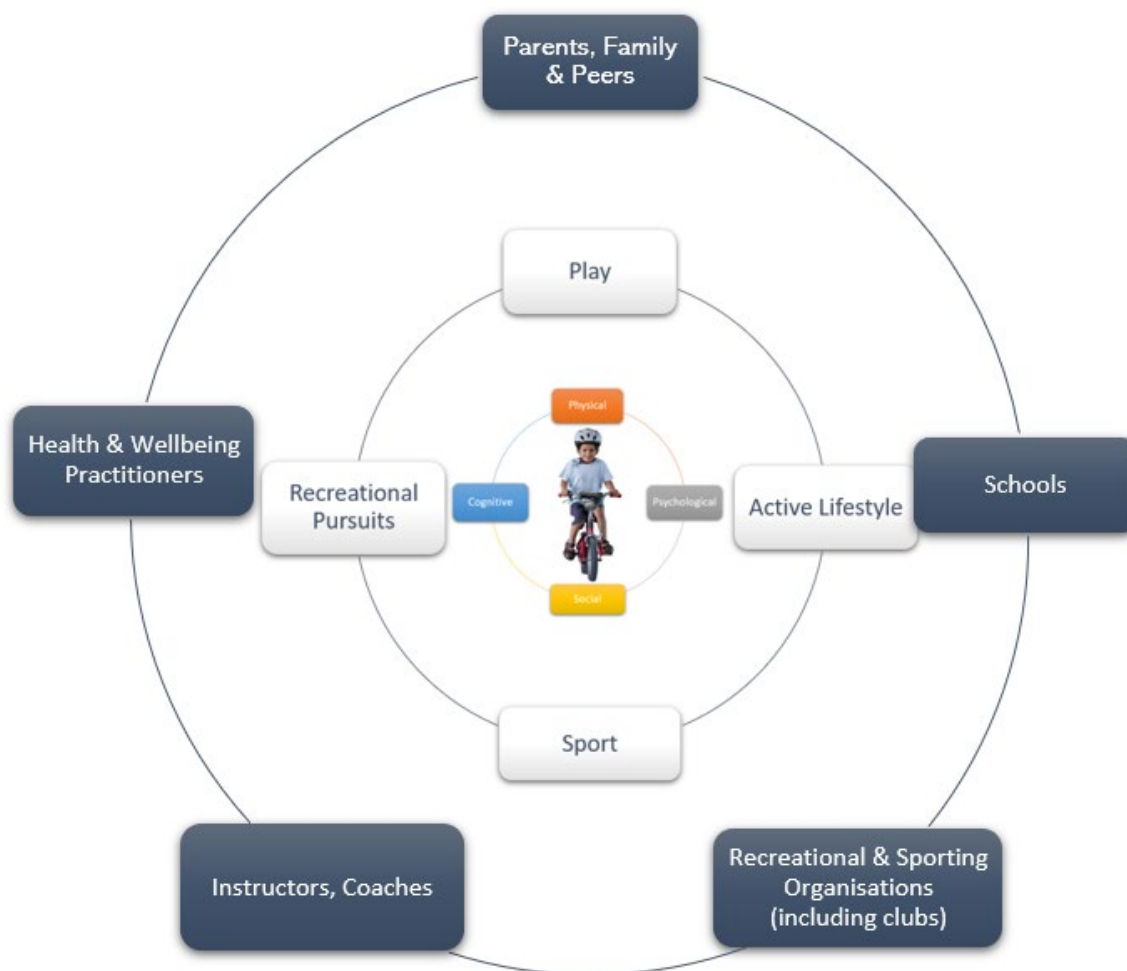 Parents, Family
& Peers
Play
Physical
Health & Wellbeing
Practitioners
Recreational
Pursuits
Cognitive
Psychological
Active Lifestyle
Schools
Social
Sport
Instructors, Coaches
Recreational & Sporting
Organisations
(including clubs)